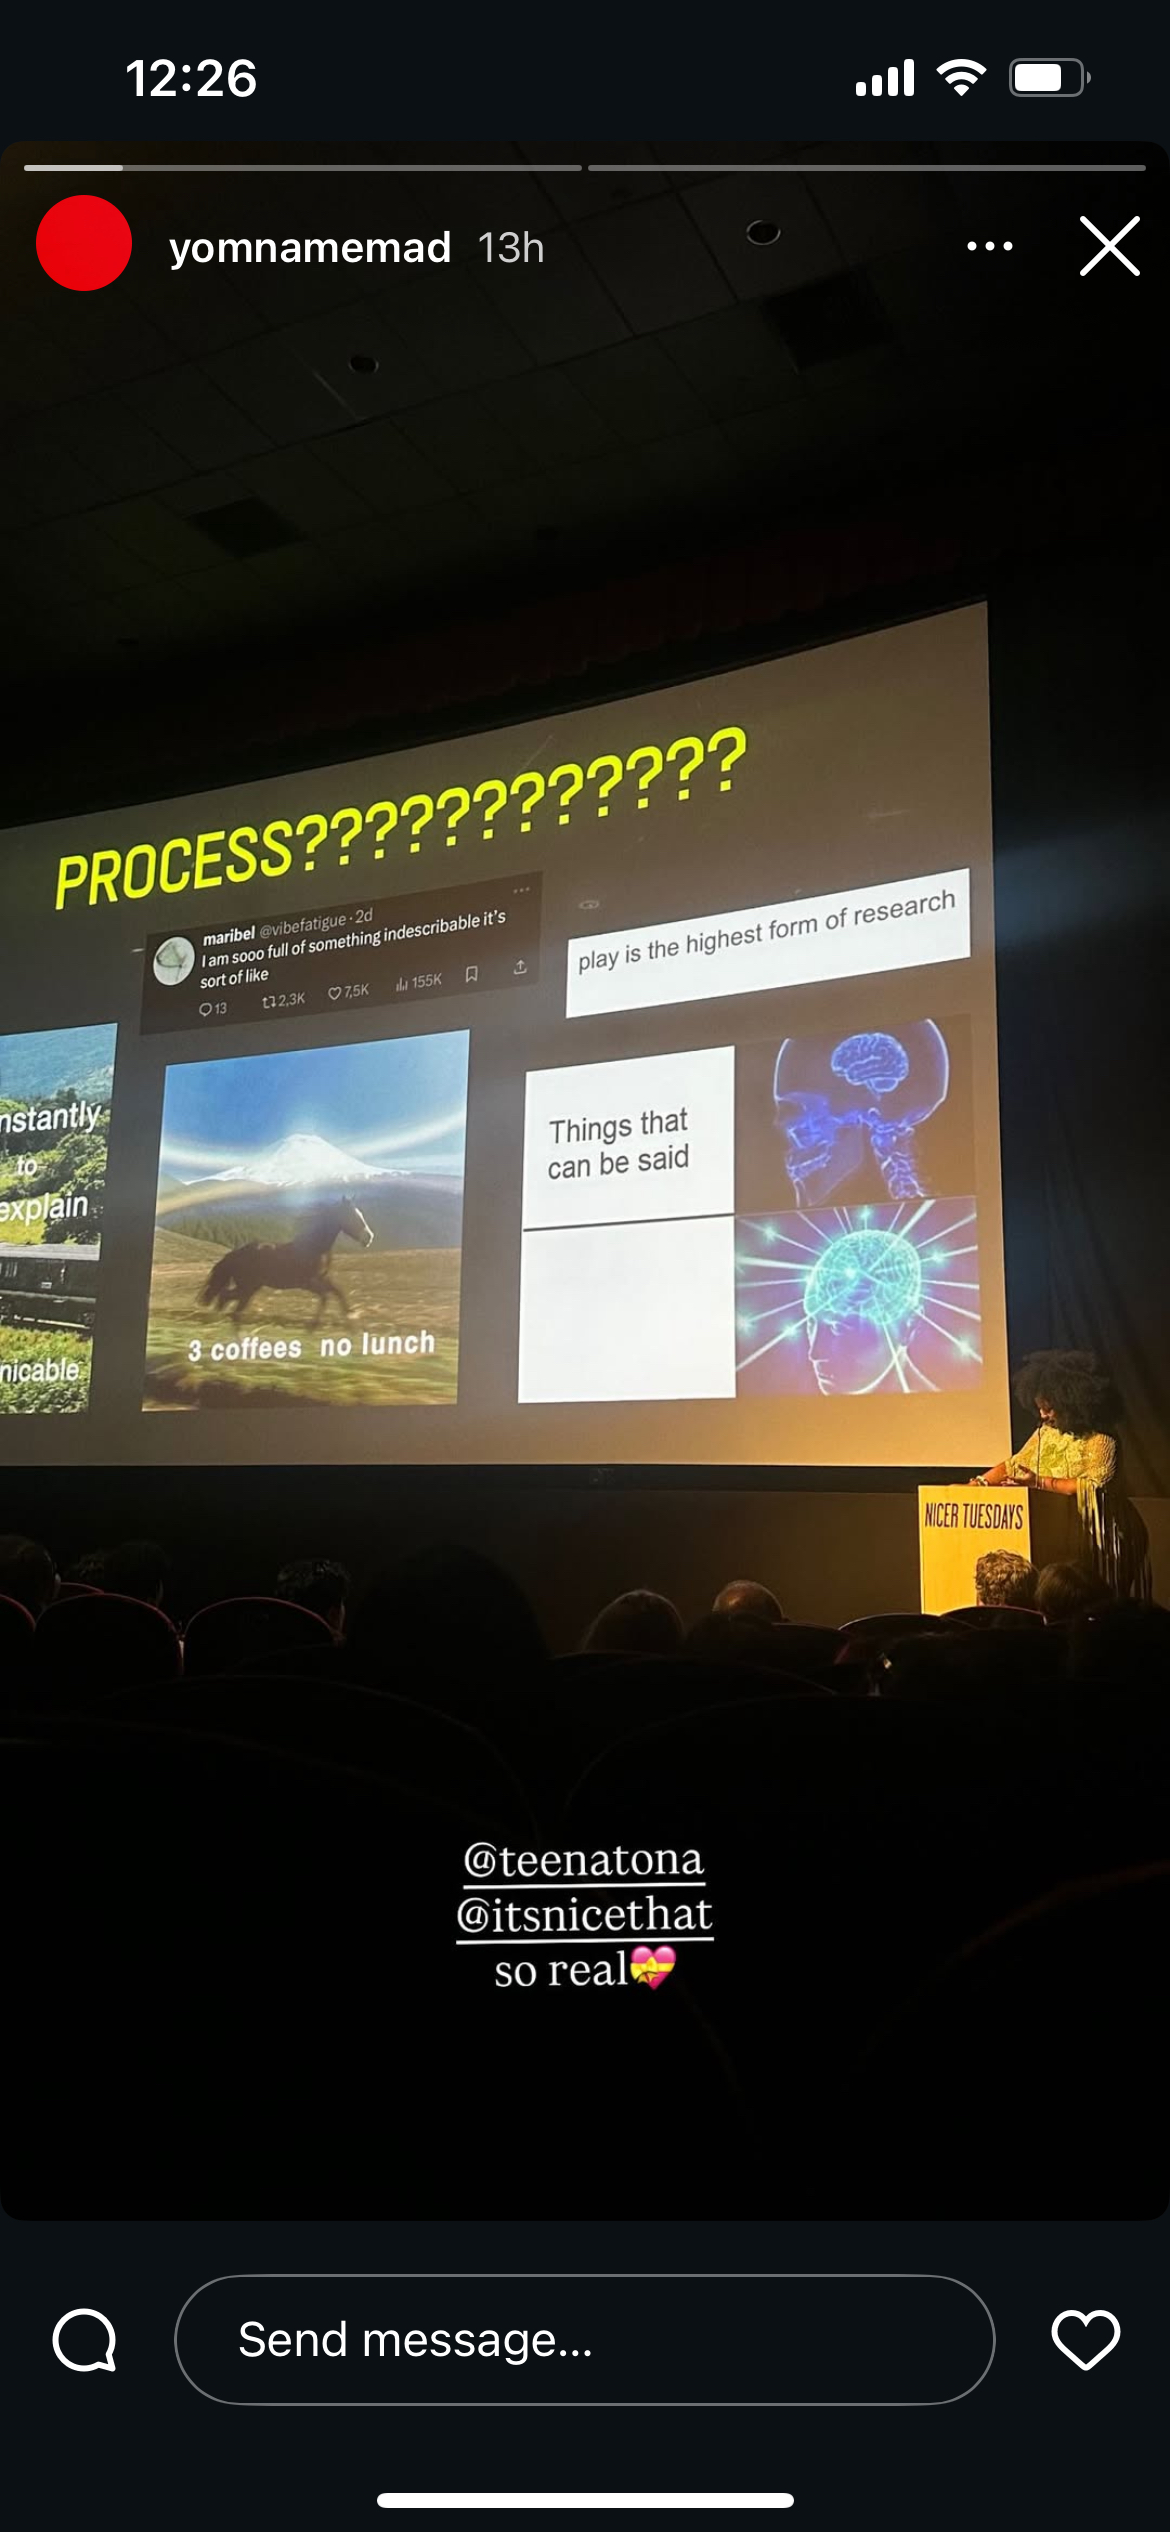 12:26
yomnamemad 13h
PROCESS????????????
maribel @vibefatigue · 2d
I am sooo full of something indescribable it's
sort of like
13 2,3K 7,5K 155K
play is the highest form of research
nstantly
to
explain
nicable
3 coffees no lunch
Things that
can be said
NICER TUESDAYS
@teenatona
@itsnicethat
so real💝
Send message...